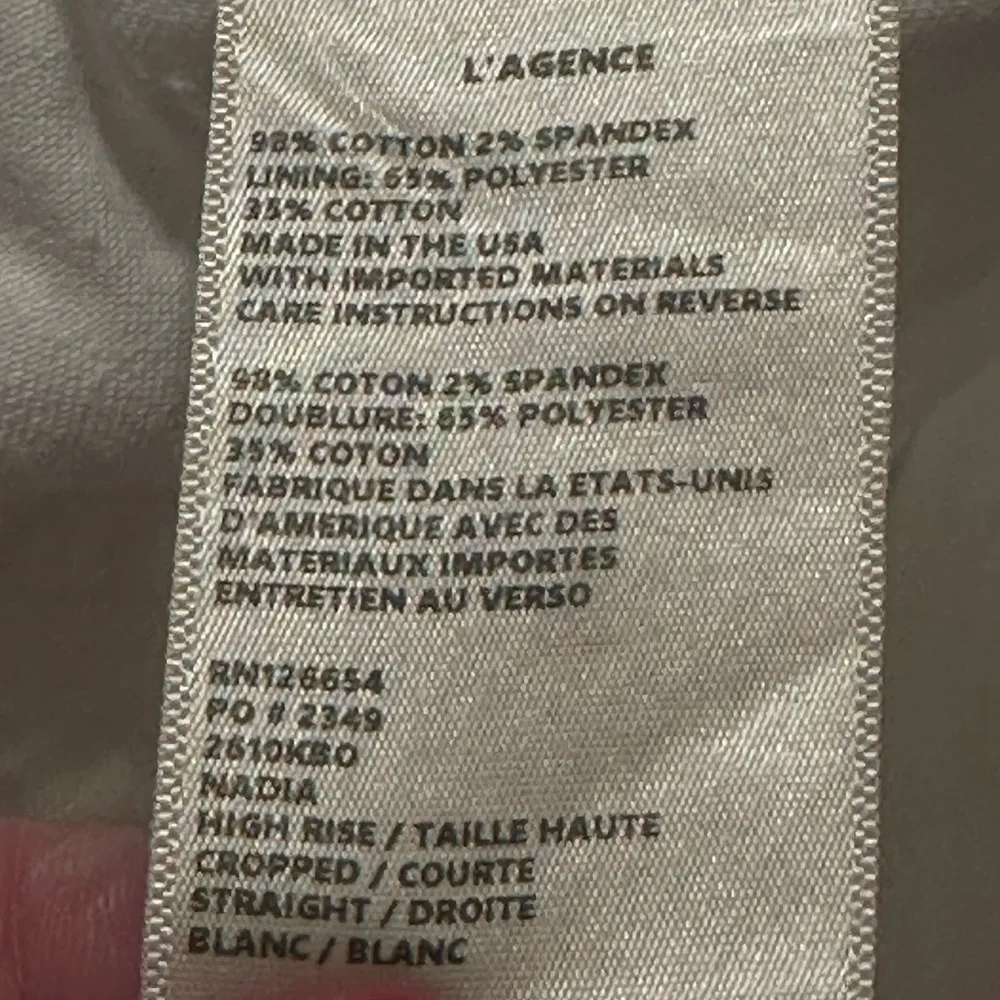 L'AGENCE
98% COTTON 2% SPANDEX
LINING: 65% POLYESTER
35% COTTON
MADE IN THE USA
WITH IMPORTED MATERIALS
CARE INSTRUCTIONS ON REVERSE
98% COTON 2% SPANDEX
DOUBLURE: 65% POLYESTER
35% COTON
FABRIQUE DANS LA ETATS-UNIS
D'AMERIQUE AVEC DES
MATERIAUX IMPORTES
ENTRETIEN AU VERSO
RN126654
PO # 2349
2610KBO
NADIA
HIGH RISE / TAILLE HAUTE
CROPPED / COURTE
STRAIGHT / DROITE
BLANC / BLANC